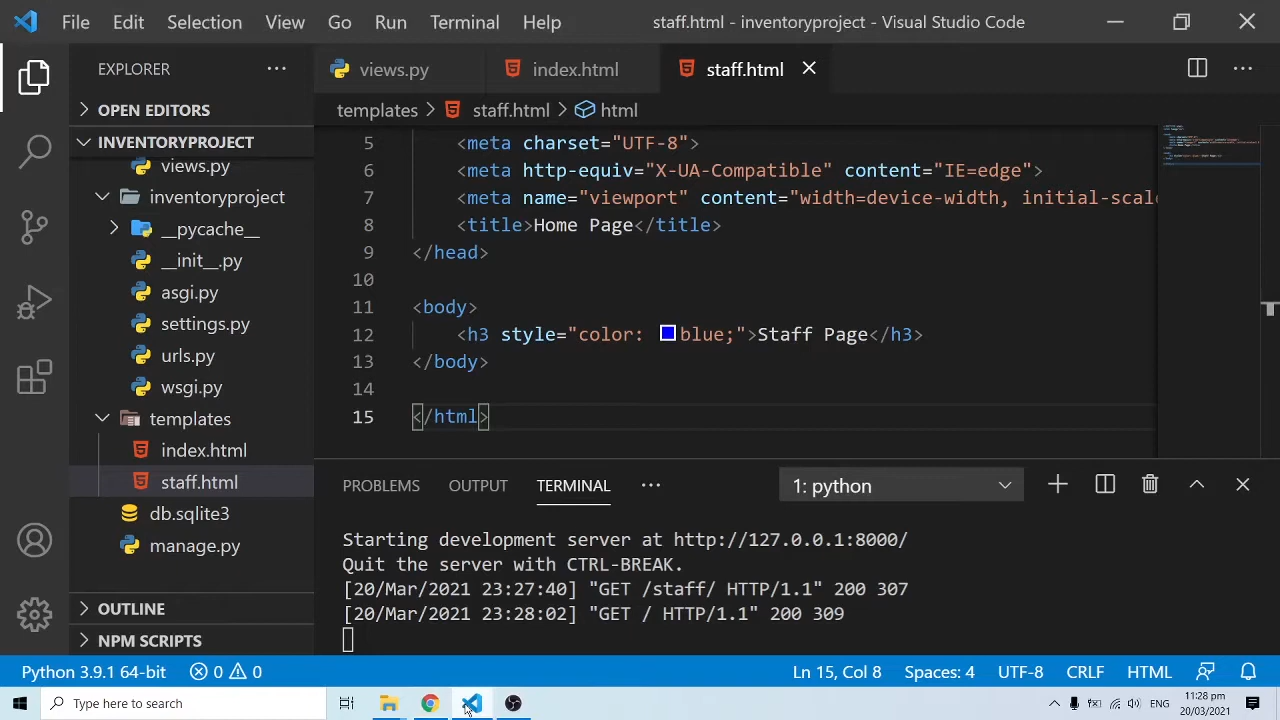 File Edit Selection View Go Run Terminal Help staff.html - inventoryproject - Visual Studio Code
EXPLORER
views.py index.html staff.html
OPEN EDITORS
templates staff.html html
INVENTORYPROJECT
views.py
inventoryproject
__pycache__
__init__.py
asgi.py
settings.py
urls.py
wsgi.py
templates
index.html
staff.html
db.sqlite3
manage.py
OUTLINE
NPM SCRIPTS
5 <meta charset="UTF-8">
6 <meta http-equiv="X-UA-Compatible" content="IE=edge">
7 <meta name="viewport" content="width=device-width, initial-scale
8 <title>Home Page</title>
9 </head>
10
11 <body>
12 <h3 style="color: blue;">Staff Page</h3>
13 </body>
14
15 </html>
PROBLEMS OUTPUT TERMINAL 1: python
Starting development server at http://127.0.0.1:8000/
Quit the server with CTRL-BREAK.
[20/Mar/2021 23:27:40] "GET /staff/ HTTP/1.1" 200 307
[20/Mar/2021 23:28:02] "GET / HTTP/1.1" 200 309
Python 3.9.1 64-bit 0 0 Ln 15, Col 8 Spaces: 4 UTF-8 CRLF HTML
Type here to search
ENG
11:28 pm
20/03/2021